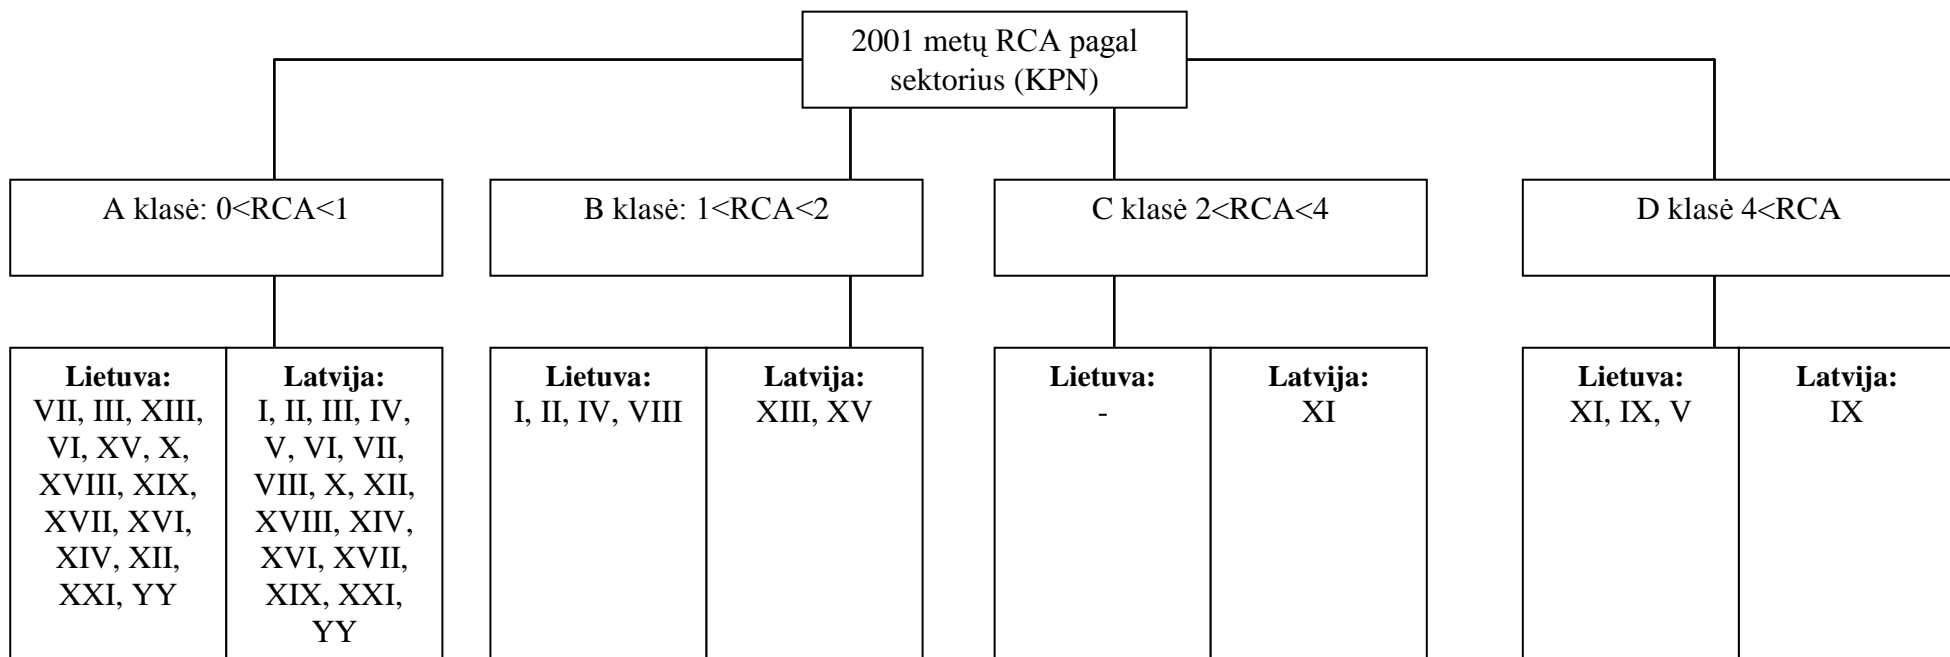 2001 metų RCA pagal
sektorius (KPN)
A klasė: 0<RCA<1
B klasė: 1<RCA<2
C klasė 2<RCA<4
D klasė 4<RCA
Lietuva:
VII, III, XIII,
VI, XV, X,
XVIII, XIX,
XVII, XVI,
XIV, XII,
XXI, YY
Latvija:
I, II, III, IV,
V, VI, VII,
VIII, X, XII,
XVIII, XIV,
XVI, XVII,
XIX, XXI,
YY
Lietuva:
I, II, IV, VIII
Latvija:
XIII, XV
Lietuva:
-
Latvija:
XI
Lietuva:
XI, IX, V
Latvija:
IX